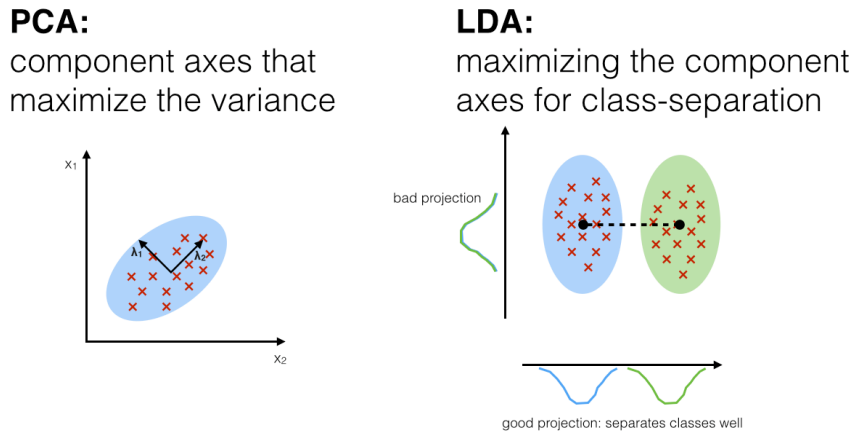 PCA:
component axes that
maximize the variance
x₁
λ₁
λ₂
x₂
LDA:
maximizing the component
axes for class-separation
bad projection
good projection: separates classes well